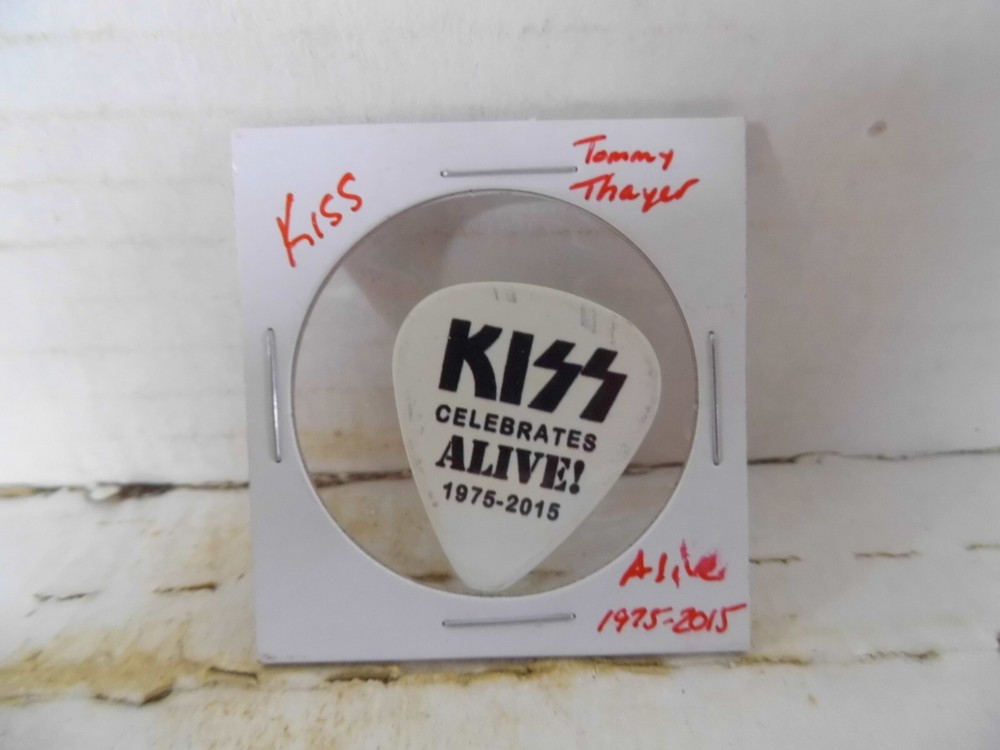 Kiss
Tommy
Thayer
KISS
CELEBRATES
ALIVE!
1975-2015
Alive
1975-2015